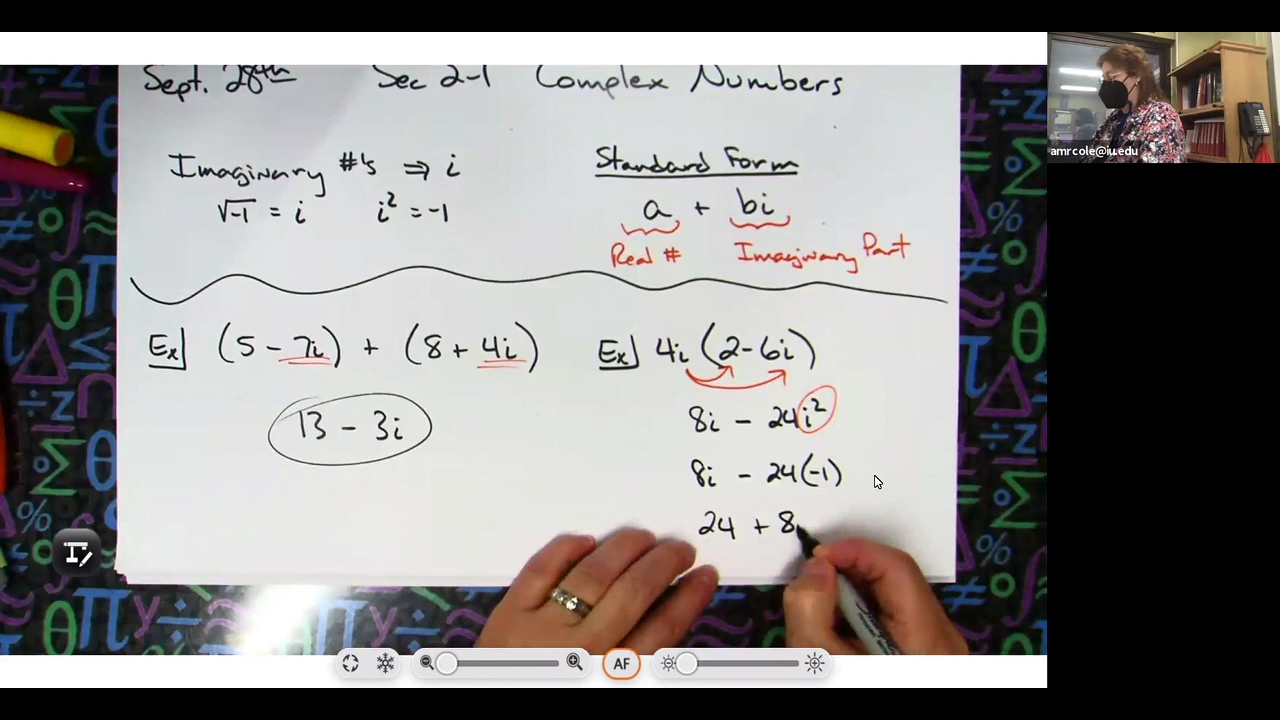 Sept. 28th Sec 2-1 Complex Numbers
Imaginary #'s ⇒ i
√-1 = i i² = -1
Standard Form
a + bi
Real # Imaginary Part
Ex] (5 - 7i) + (8 + 4i)
13 - 3i
Ex] 4i (2 - 6i)
8i - 24i²
8i - 24(-1)
24 + 8
amrcole@iu.edu
AF